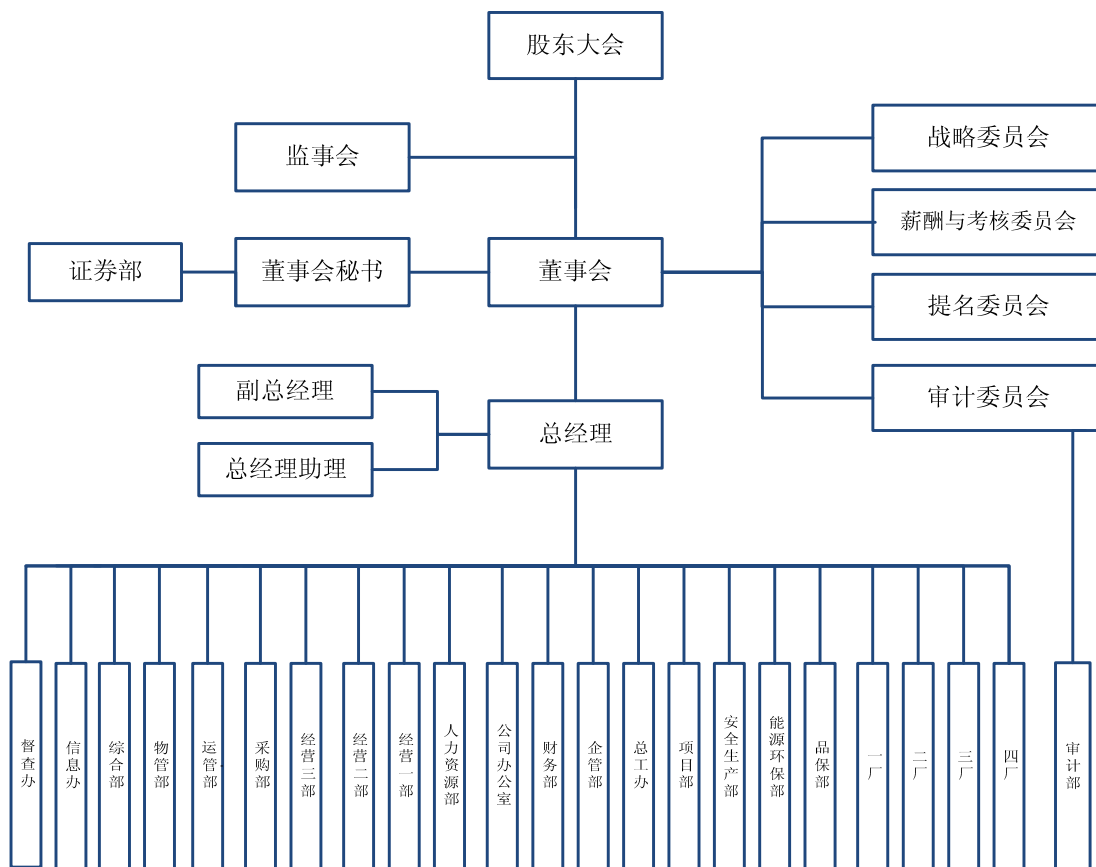 股东大会
监事会
战略委员会
薪酬与考核委员会
证券部
董事会秘书
董事会
提名委员会
副总经理
审计委员会
总经理
总经理助理
督查办
信息办
综合部
物管部
运管部
采购部
经营三部
经营二部
经营一部
人力资源部
公司办公室
财务部
企管部
总工办
项目部
安全生产部
能源环保部
品保部
一厂
二厂
三厂
四厂
审计部